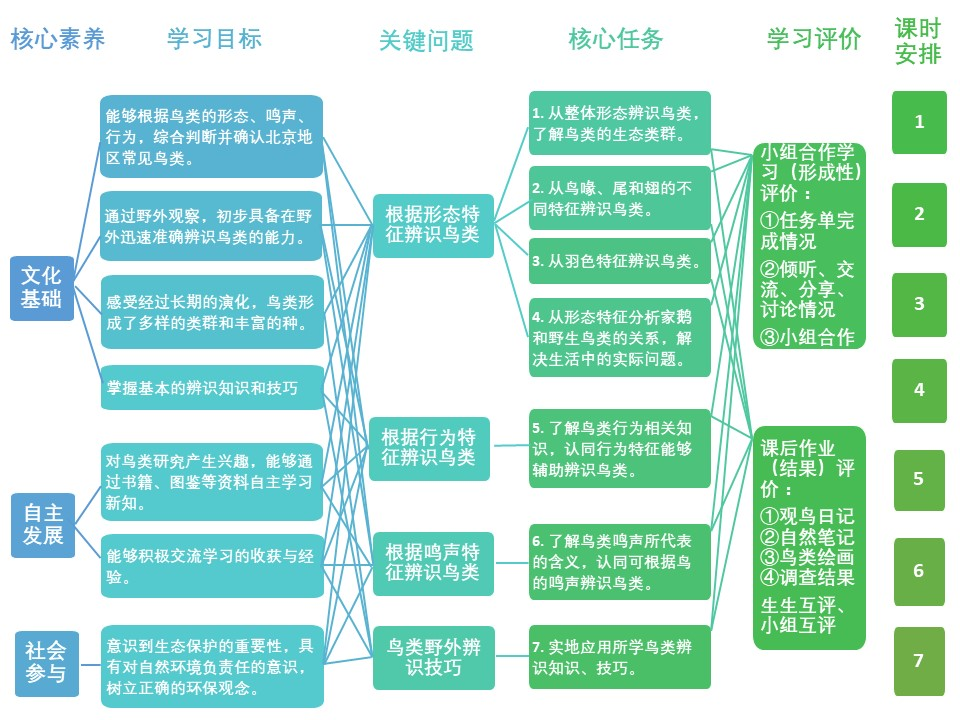 核心素养
学习目标
关键问题
核心任务
学习评价
课时
安排
文化
基础
自主
发展
社会
参与
能够根据鸟类的形态、鸣声、
行为，综合判断并确认北京地
区常见鸟类。
通过野外观察，初步具备在野
外迅速准确辨识鸟类的能力。
感受经过长期的演化，鸟类形
成了多样的类群和丰富的种。
掌握基本的辨识知识和技巧
对鸟类研究产生兴趣，能够通
过书籍、图鉴等资料自主学习
新知。
能够积极交流学习的收获与经
验。
意识到生态保护的重要性，具
有对自然环境负责任的意识，
树立正确的环保观念。
根据形态特
征辨识鸟类
根据行为特
征辨识鸟类
根据鸣声特
征辨识鸟类
鸟类野外辨
识技巧
1. 从整体形态辨识鸟类，
了解鸟类的生态类群。
2. 从鸟喙、尾和翅的不
同特征辨识鸟类。
3. 从羽色特征辨识鸟类。
4. 从形态特征分析家鹅
和野生鸟类的关系，解
决生活中的实际问题。
5. 了解鸟类行为相关知
识，认同行为特征能够
辅助辨识鸟类。
6. 了解鸟类鸣声所代表
的含义，认同可根据鸟
的鸣声辨识鸟类。
7. 实地应用所学鸟类辨
识知识、技巧。
小组合作学
习（形成性）
评价：
①任务单完
成情况
②倾听、交
流、分享、
讨论情况
③小组合作
课后作业
（结果）评
价：
①观鸟日记
②自然笔记
③鸟类绘画
④调查结果
生生互评、
小组互评
1
2
3
4
5
6
7